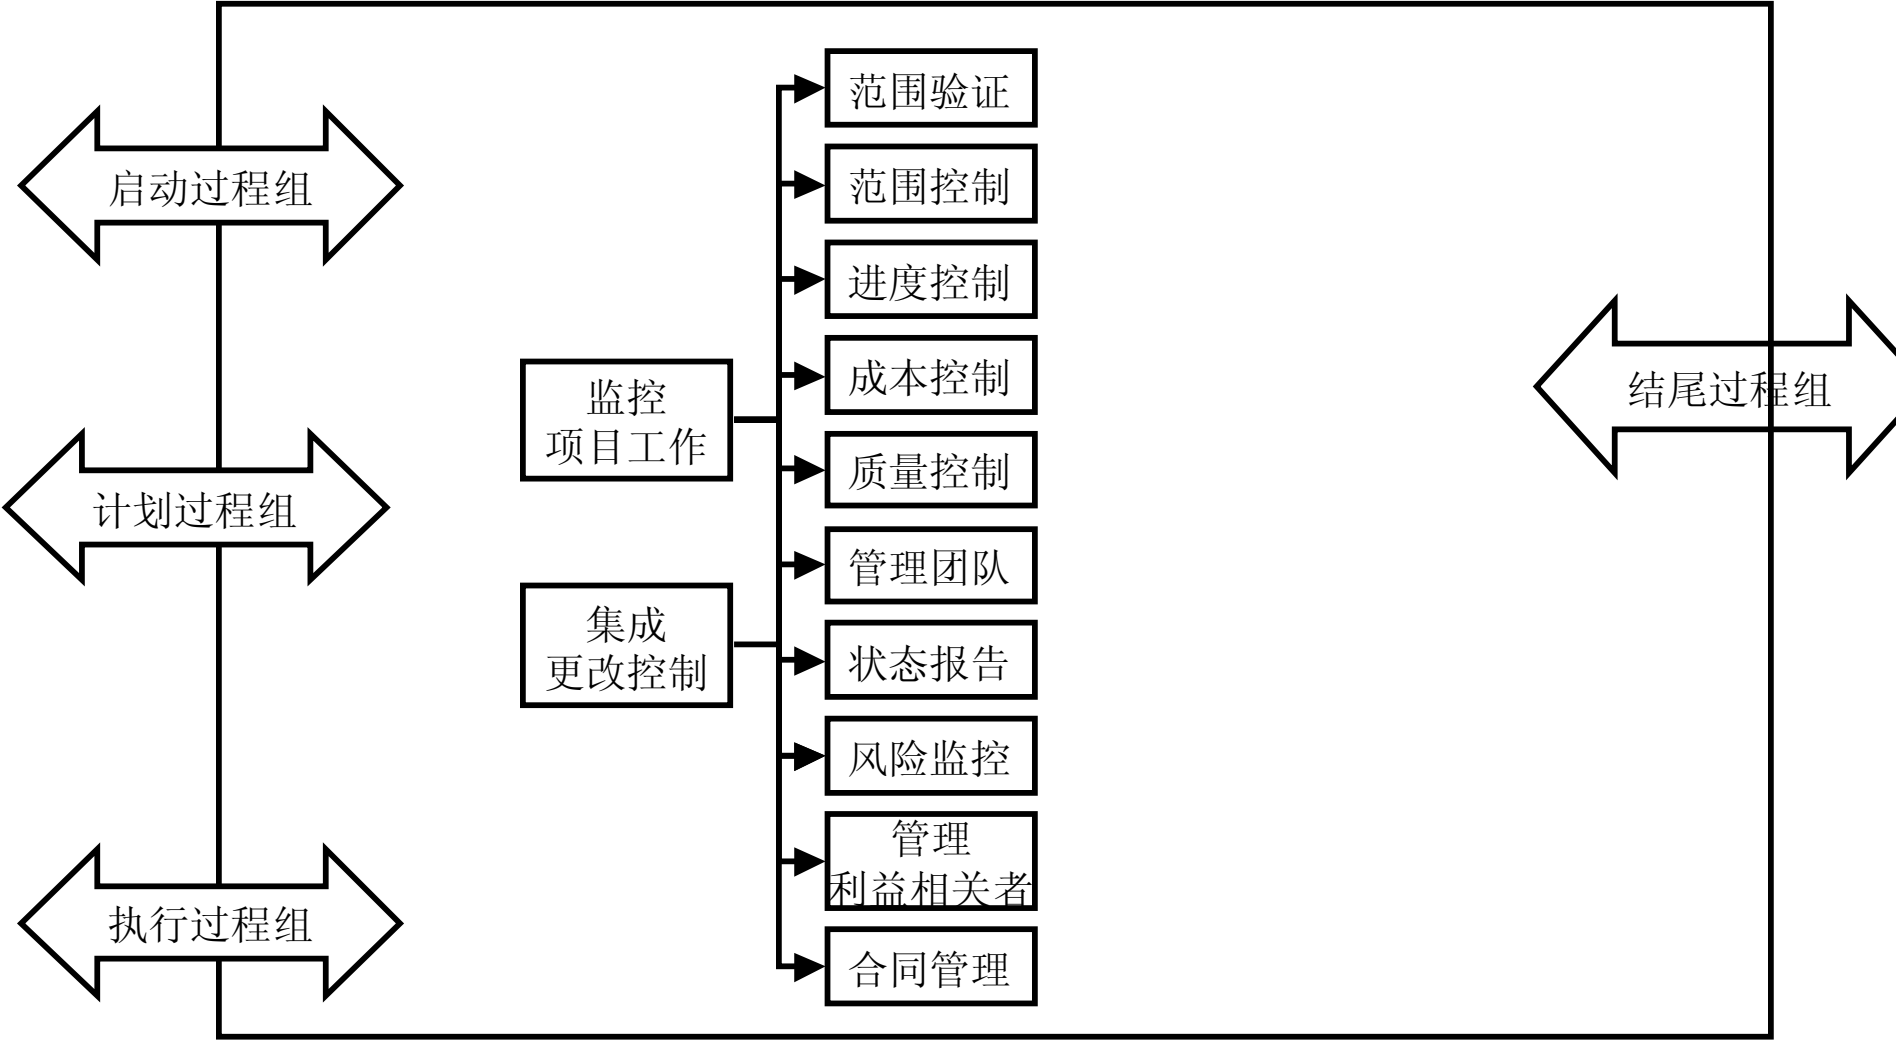 启动过程组
计划过程组
执行过程组
监控
项目工作
集成
更改控制
范围验证
范围控制
进度控制
成本控制
质量控制
管理团队
状态报告
风险监控
管理
利益相关者
合同管理
结尾过程组